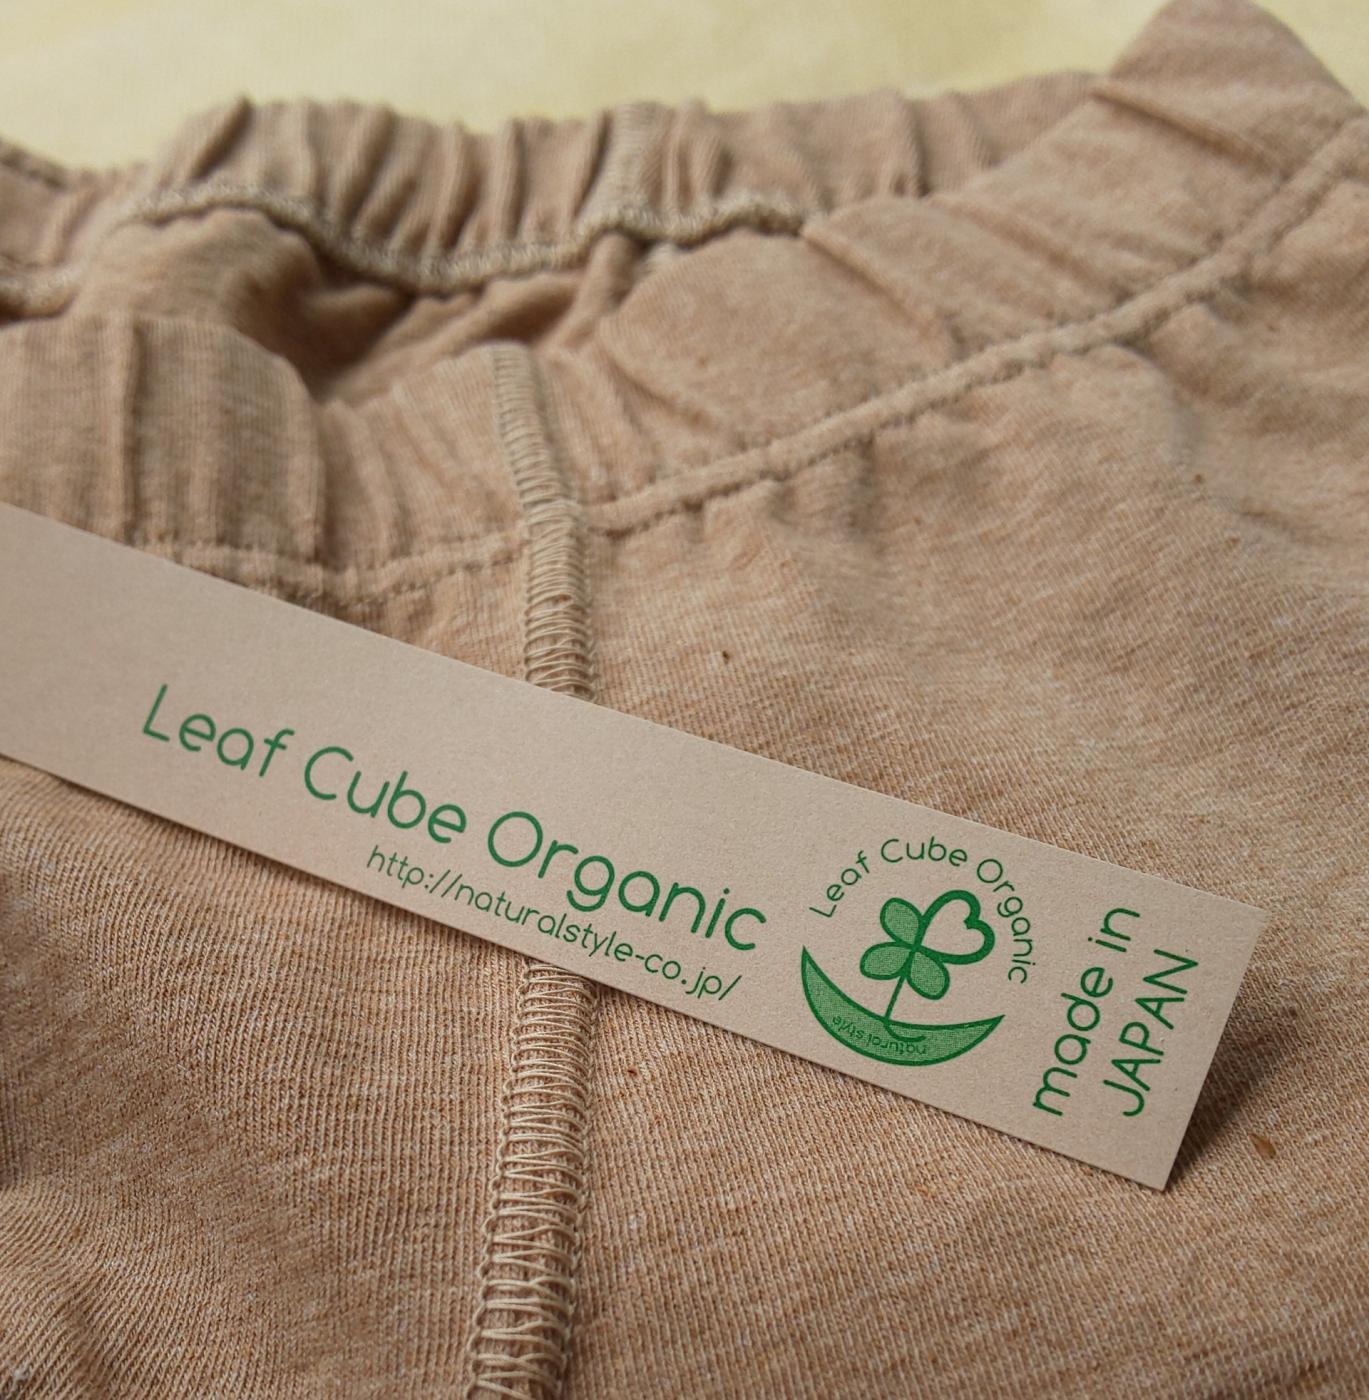 Leaf Cube Organic
http://naturalstyle-co.jp/
Leaf Cube Organic
natural style
made in
JAPAN